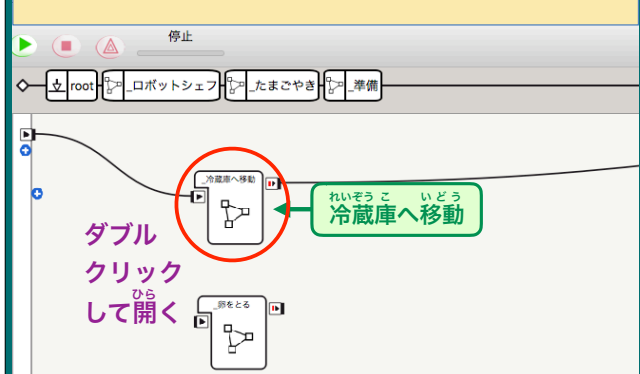 停止
root
_ロボットシェフ
_たまごやき
_準備
_冷蔵庫へ移動
れいぞう こ いどう
冷蔵庫へ移動
ダブル
クリック
ひら
して開く
_卵をとる